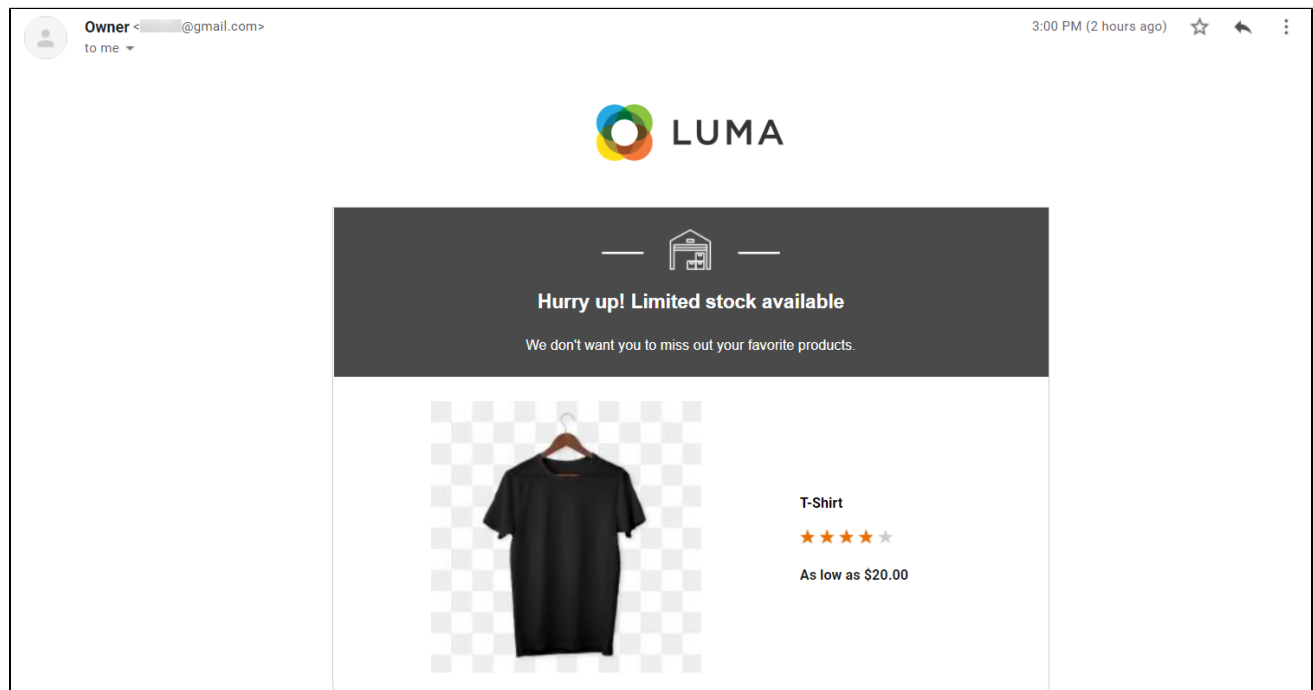 Owner < @gmail.com>
3:00 PM (2 hours ago)
to me
LUMA
Hurry up! Limited stock available
We don't want you to miss out your favorite products.
T-Shirt
As low as $20.00